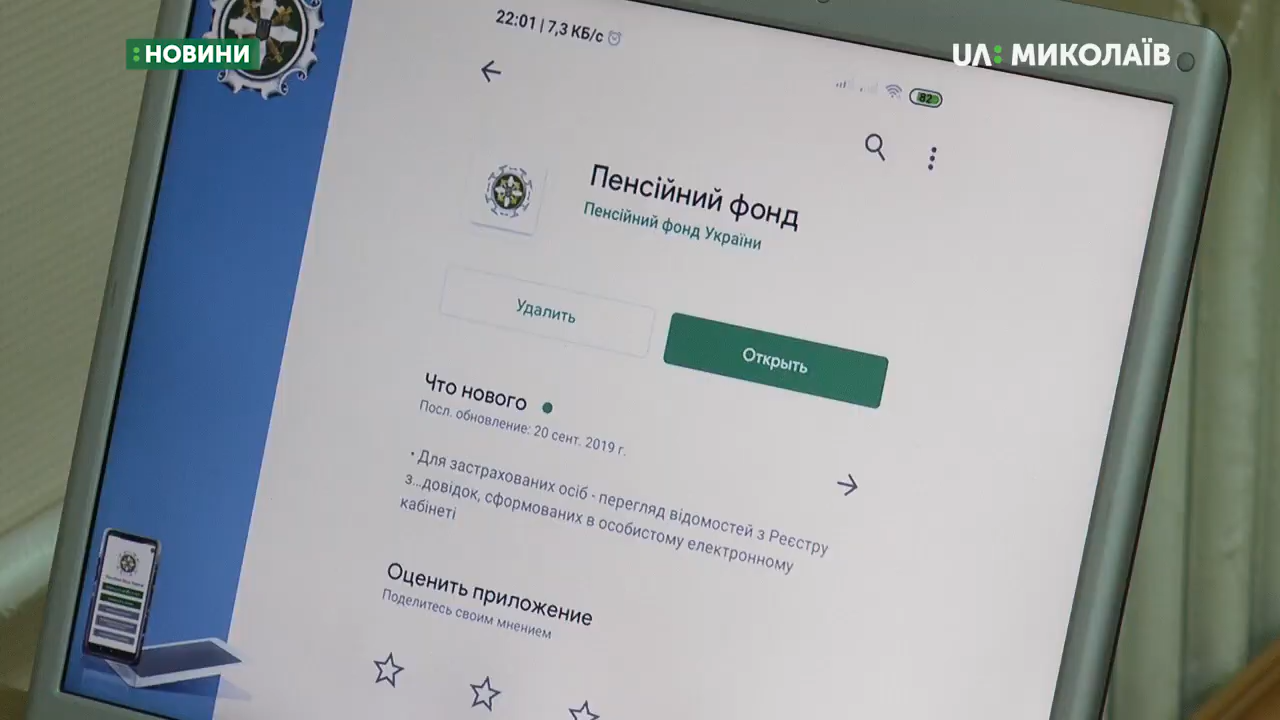 :НОВИНИ
UA: МИКОЛАЇВ
22:01 | 7,3 КБ/с
82
Пенсійний фонд
Пенсійний фонд України
Удалить
Открыть
Что нового
Посл. обновление: 20 сент. 2019 г.
• Для застрахованих осіб - перегляд відомостей з Реєстру
з...довідок, сформованих в особистому електронному
кабінеті
Оценить приложение
Поделитесь своим мнением